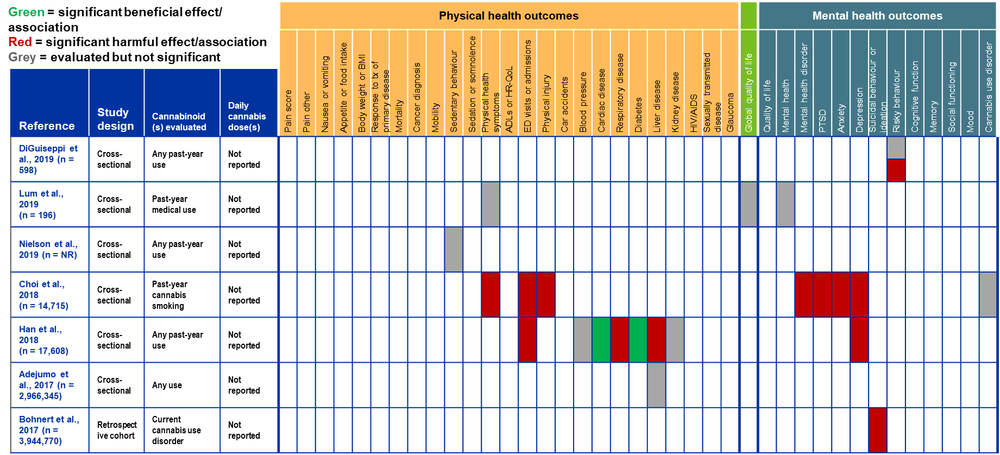 Green = significant beneficial effect/
association
Red = significant harmful effect/association
Grey = evaluated but not significant
Physical health outcomes
Mental health outcomes
Reference
Study
design
Cannabinoid
(s) evaluated
Daily
cannabis
dose(s)
Pain score
Pain other
Nausea or vomiting
Appetite or food intake
Body weight or BMI
Response to tx of
primary disease
Mortality
Cancer diagnosis
Mobility
Sedentary behaviour
Sedation or somnolence
Physical health
symptoms
ADLs or HR-QoL
ED visits or admissions
Physical injury
Car accidents
Blood pressure
Cardiac disease
Respiratory disease
Diabetes
Liver disease
Kidney disease
HIV/AIDS
Sexually transmitted
disease
Glaucoma
Global quality of life
Quality of life
Mental health
Mental health disorder
PTSD
Anxiety
Depression
Suicidal behaviour or
ideation
Risky behaviour
Cognitive function
Memory
Social functioning
Mood
Cannabis use disorder
DiGuiseppi et
al., 2019 (n =
598)
Cross-
sectional
Any past-year
use
Not
reported
Lum et al.,
2019
(n = 196)
Cross-
sectional
Past-year
medical use
Not
reported
Nielson et al.,
2019 (n = NR)
Cross-
sectional
Any past-year
use
Not
reported
Choi et al.,
2018
(n = 14,715)
Cross-
sectional
Past-year
cannabis
smoking
Not
reported
Han et al.,
2018
(n = 17,608)
Cross-
sectional
Any past-year
use
Not
reported
Adejumo et
al., 2017 (n =
2,966,345)
Cross-
sectional
Any use
Not
reported
Bohnert et al.,
2017 (n =
3,944,770)
Retrospect
ive cohort
Current
cannabis use
disorder
Not
reported